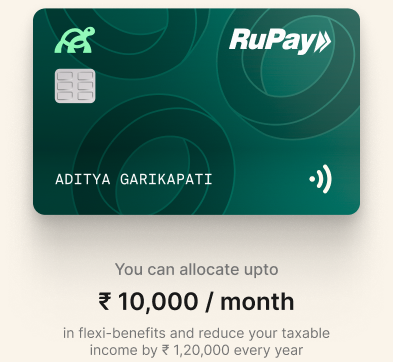 RuPay
ADITYA GARIKAPATI
You can allocate upto
₹ 10,000 / month
in flexi-benefits and reduce your taxable
income by ₹ 1,20,000 every year